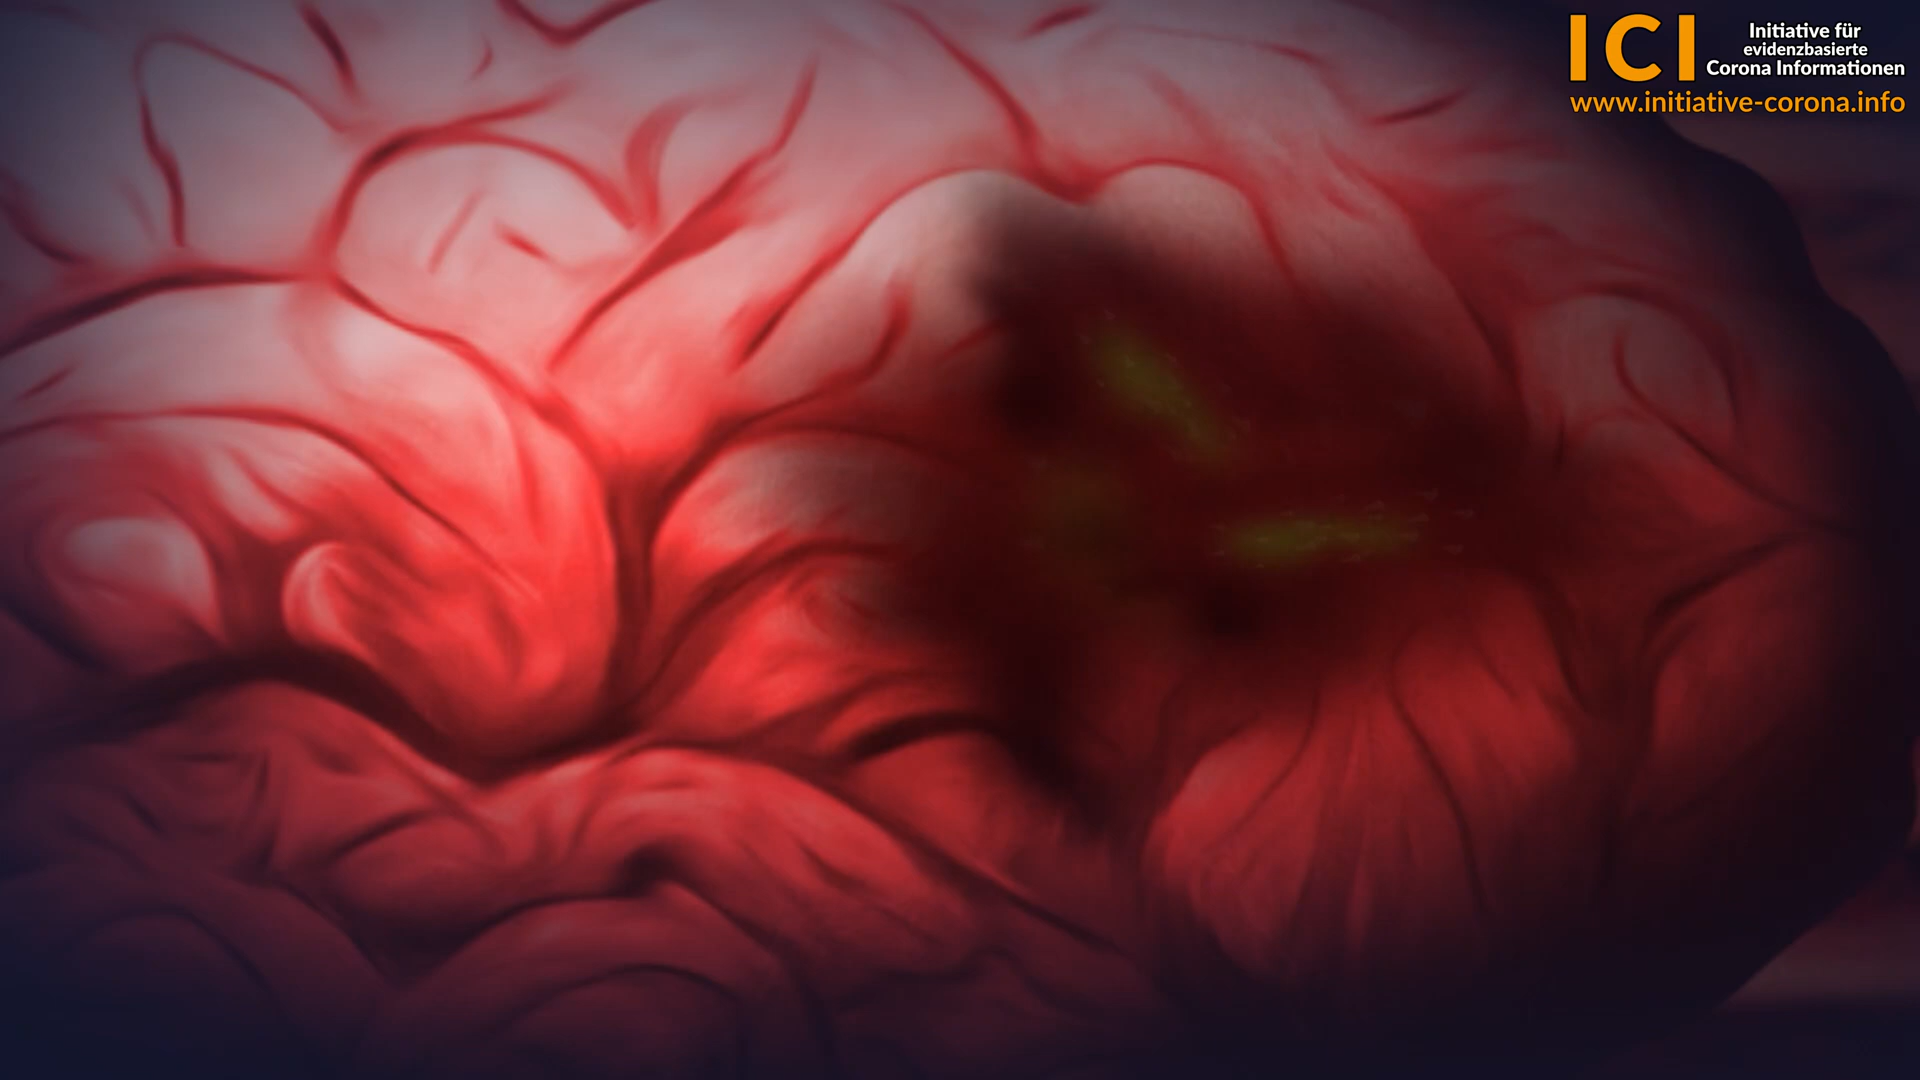 ICI
Initiative für
evidenzbasierte
Corona Informationen
www.initiative-corona.info